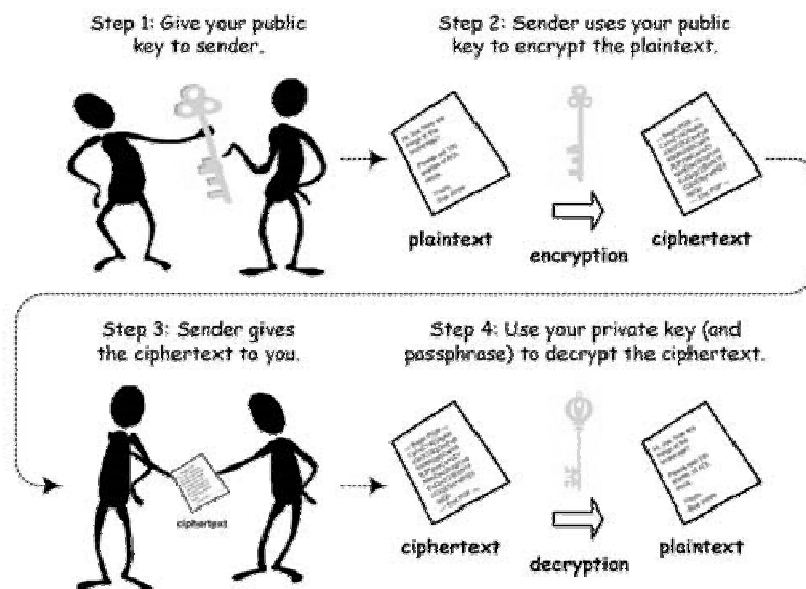 Step 1: Give your public
key to sender.
Step 2: Sender uses your public
key to encrypt the plaintext.
plaintext
encryption
ciphertext
Step 3: Sender gives
the ciphertext to you.
Step 4: Use your private key (and
passphrase) to decrypt the ciphertext.
ciphertext
ciphertext
decryption
plaintext